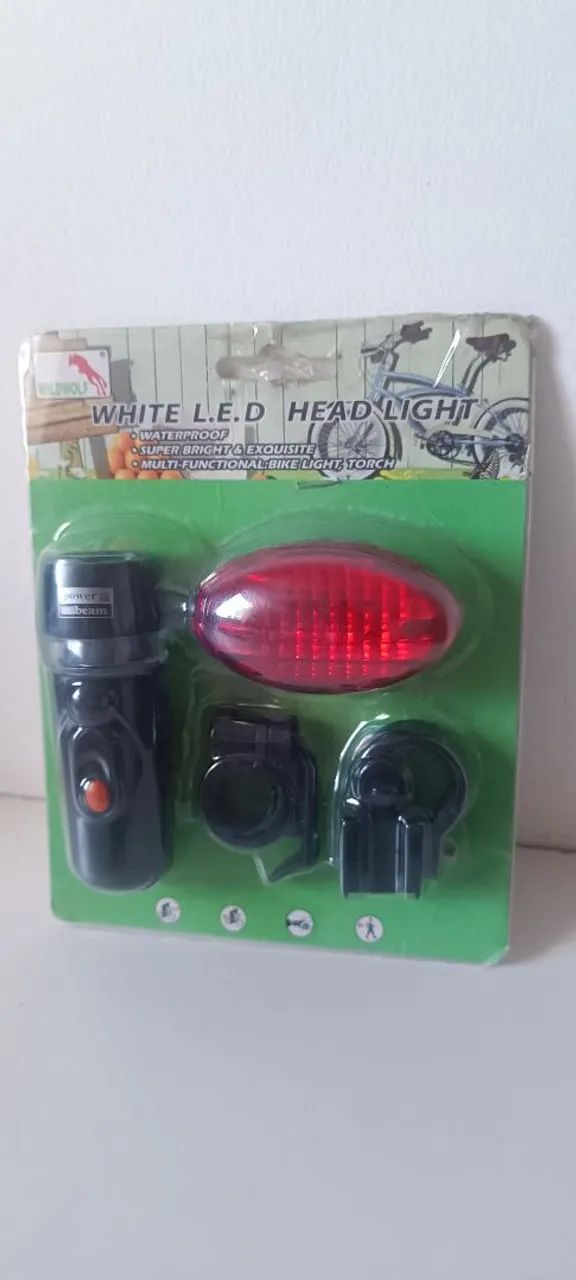 ®
WILDWOLF
WHITE L.E.D HEAD LIGHT
• WATERPROOF
• SUPER BRIGHT & EXQUISITE
• MULTI-FUNCTIONAL:BIKE LIGHT, TORCH
power
beam